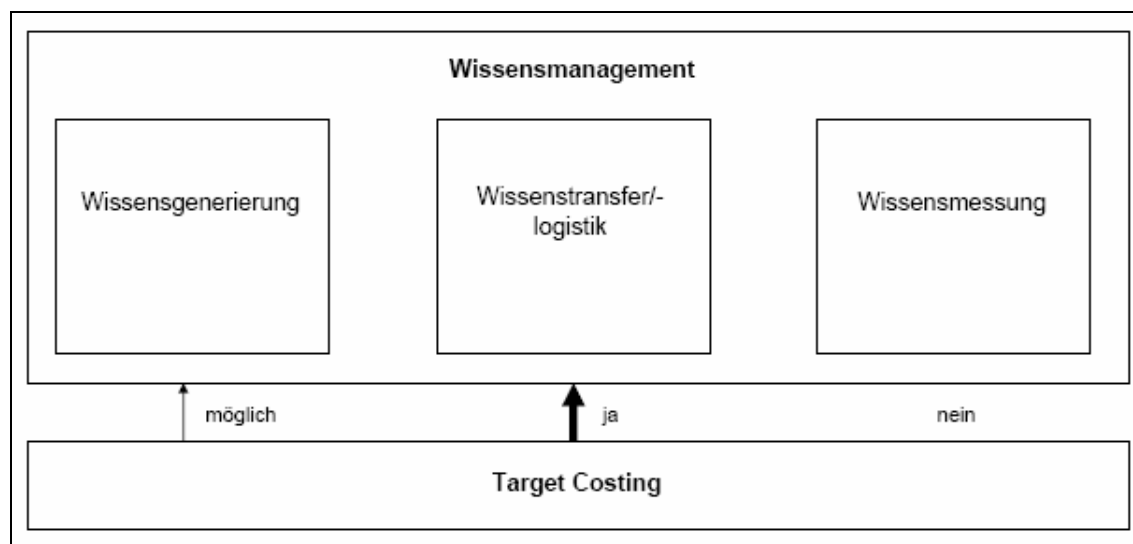 Wissensmanagement
Wissensgenerierung
Wissenstransfer/-
logistik
Wissensmessung
möglich
ja
nein
Target Costing